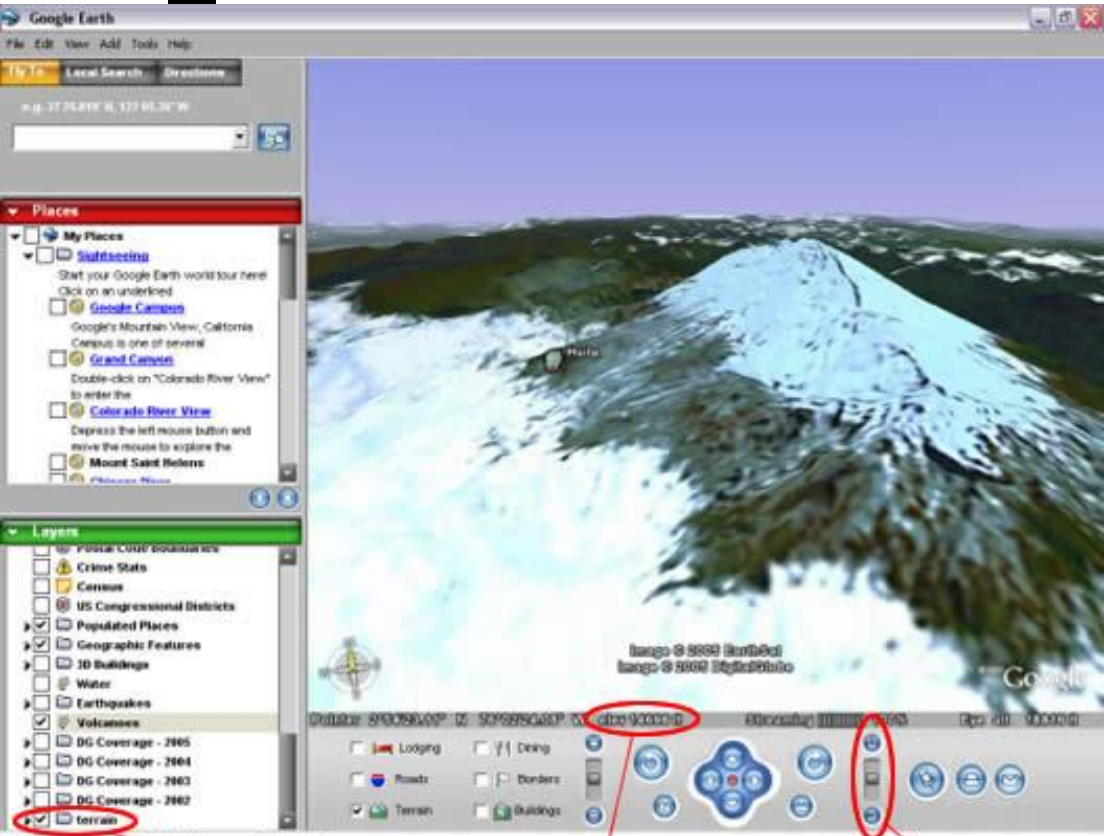 Google Earth
File Edit View Add Tools Help
Fly To Local Search Directions
Places
My Places
Sightseeing
Start your Google Earth world tour here!
Click on an underlined
Google Campus
Google's Mountain View, California
Campus is one of several
Grand Canyon
Double-click on "Colorado River View"
to enter the
Colorado River View
Depress the left mouse button and
move the mouse to explore the
Mount Saint Helens
Layers
Postal Code Boundaries
Crime Stats
Census
US Congressional Districts
Populated Places
Geographic Features
3D Buildings
Water
Earthquakes
Volcanoes
DG Coverage - 2005
DG Coverage - 2004
DG Coverage - 2003
DG Coverage - 2002
terrain
Image © 2005 EarthSat
Image © 2005 DigitalGlobe
Google
Pointer N W elev Streaming Eye alt
Lodging Dining
Roads Borders
Terrain Buildings